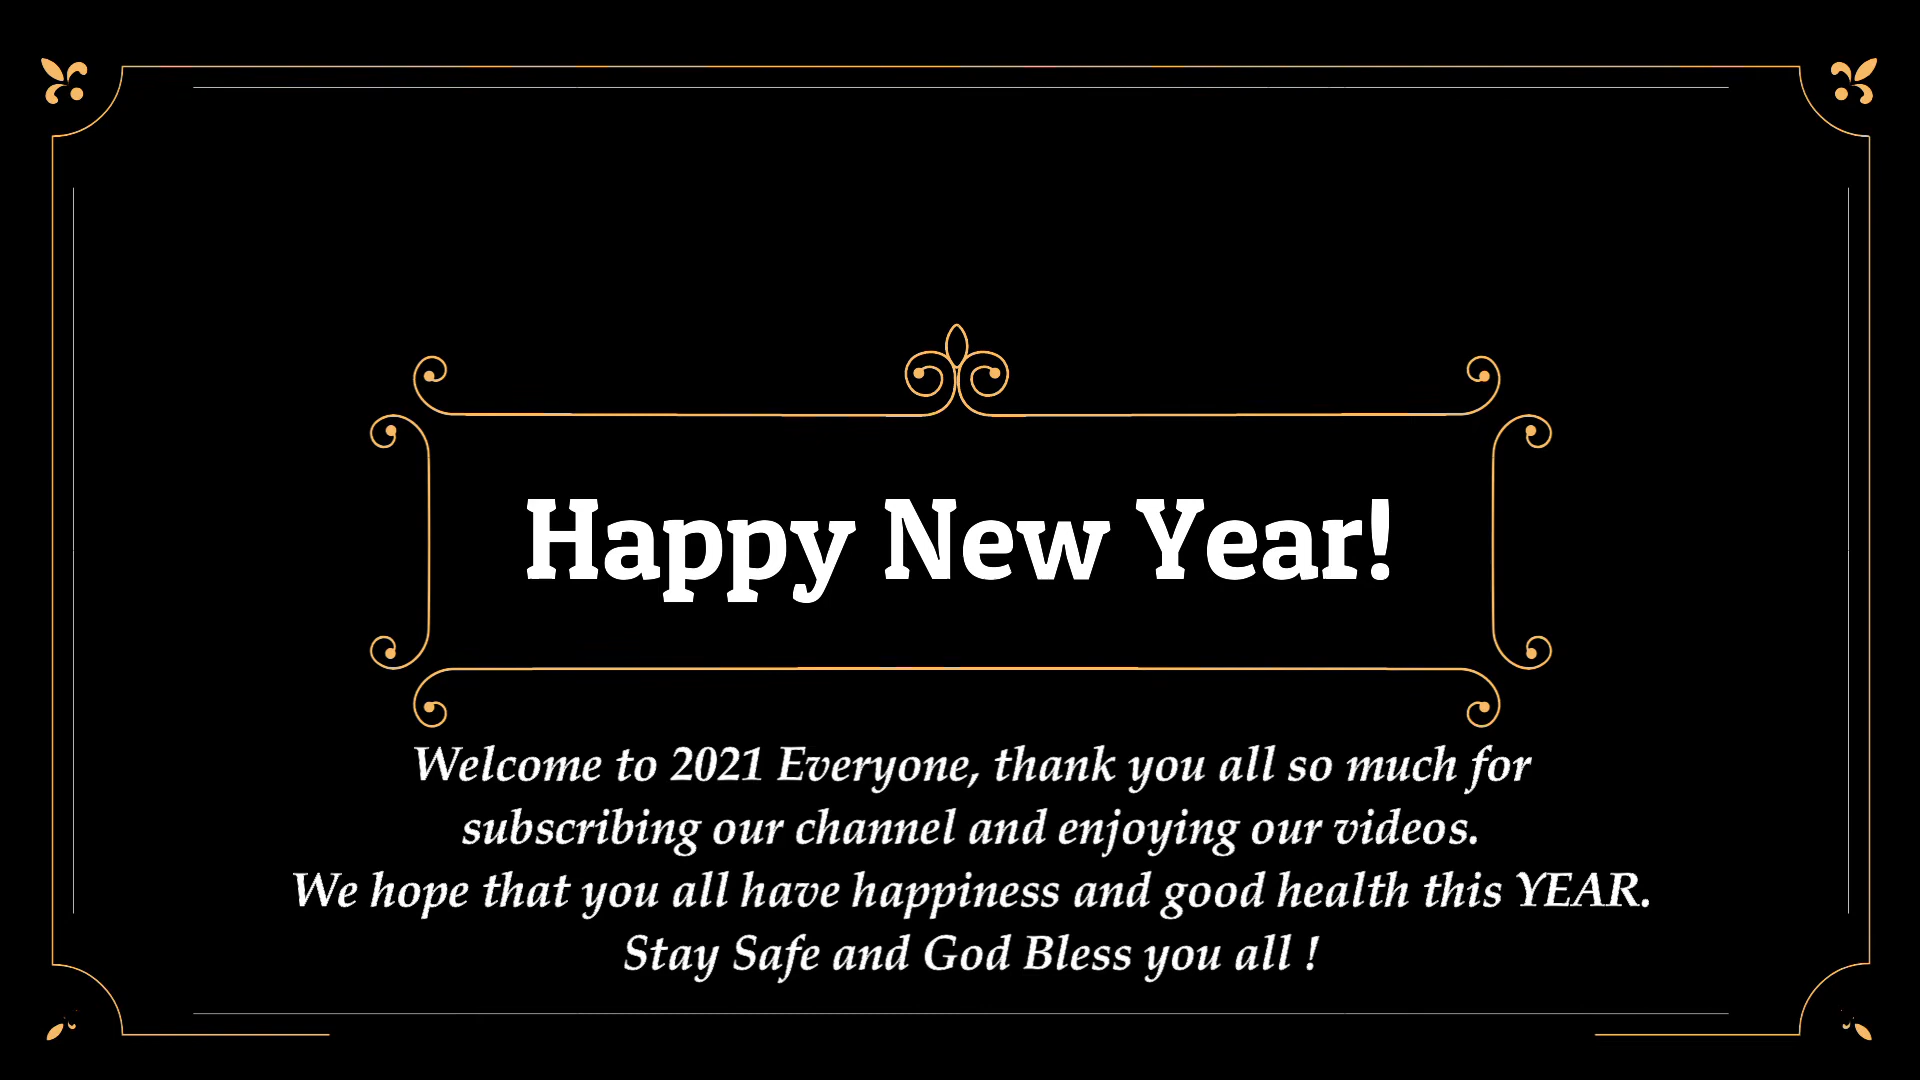 Happy New Year!
Welcome to 2021 Everyone, thank you all so much for
subscribing our channel and enjoying our videos.
We hope that you all have happiness and good health this YEAR.
Stay Safe and God Bless you all !